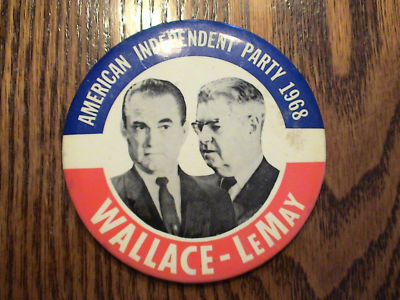 AMERICAN INDEPENDENT PARTY 1968
WALLACE - LEMAY